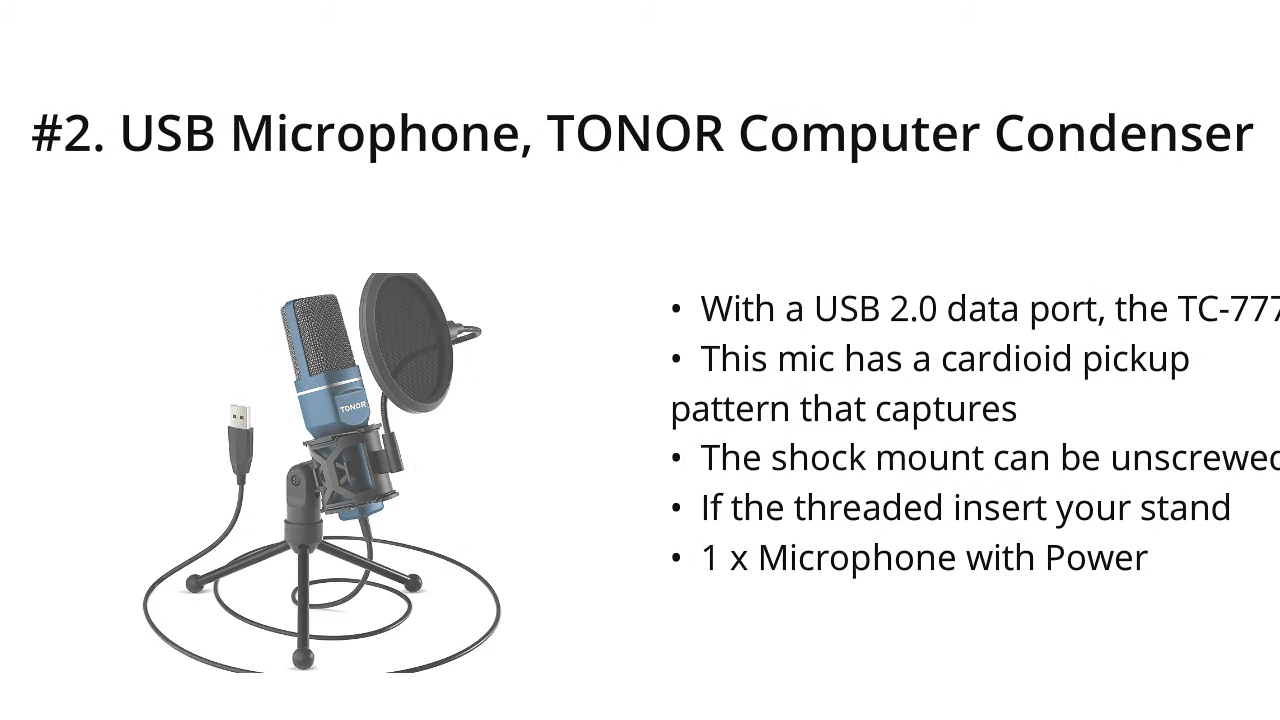 #2. USB Microphone, TONOR Computer Condenser
• With a USB 2.0 data port, the TC-777
• This mic has a cardioid pickup
pattern that captures
• The shock mount can be unscrewed
• If the threaded insert your stand
• 1 x Microphone with Power
TONOR